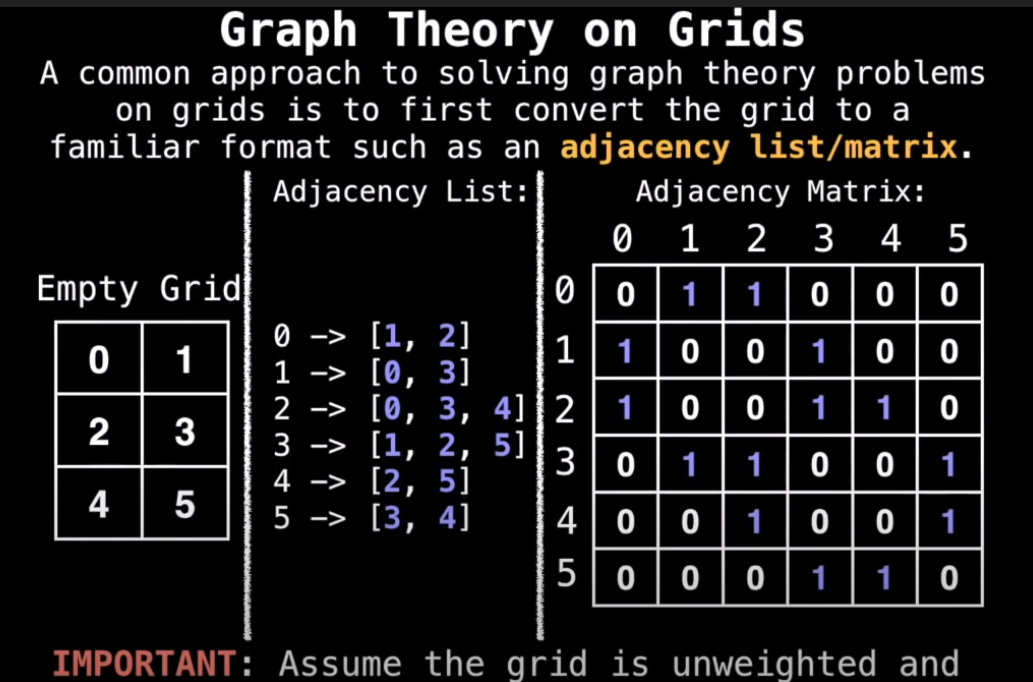 Graph Theory on Grids
A common approach to solving graph theory problems
on grids is to first convert the grid to a
familiar format such as an adjacency list/matrix.
Empty Grid
0 1
2 3
4 5
Adjacency List:
0 -> [1, 2]
1 -> [0, 3]
2 -> [0, 3, 4]
3 -> [1, 2, 5]
4 -> [2, 5]
5 -> [3, 4]
Adjacency Matrix:
0 1 2 3 4 5
0 0 1 1 0 0 0
1 1 0 0 1 0 0
2 1 0 0 1 1 0
3 0 1 1 0 0 1
4 0 0 1 0 0 1
5 0 0 0 1 1 0
IMPORTANT: Assume the grid is unweighted and